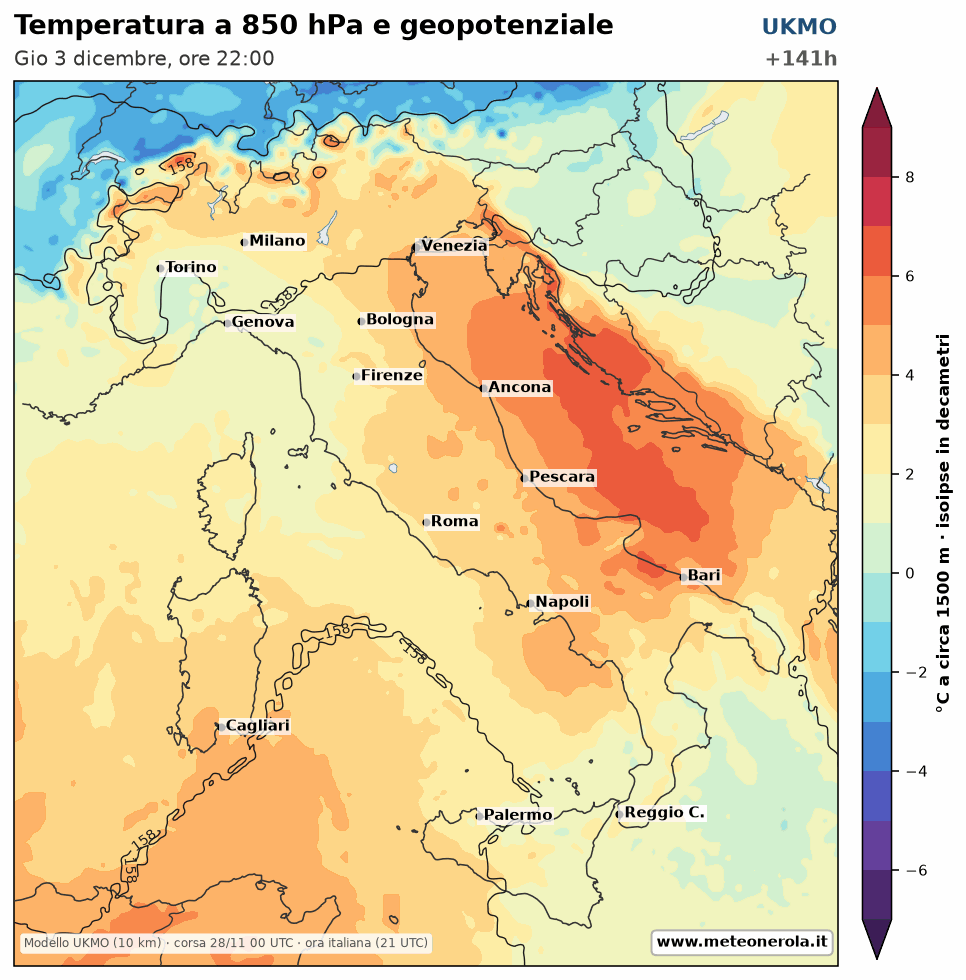 Temperatura a 850 hPa e geopotenziale
UKMO
Gio 3 dicembre, ore 22:00
+141h
158
Milano
Venezia
Torino
158
Genova
Bologna
Firenze
Ancona
Pescara
Roma
Bari
Napoli
158
158
Cagliari
Palermo
Reggio C.
158
158
8
6
4
2
0
−2
−4
−6
°C a circa 1500 m · isoipse in decametri
Modello UKMO (10 km) · corsa 28/11 00 UTC · ora italiana (21 UTC)
www.meteonerola.it